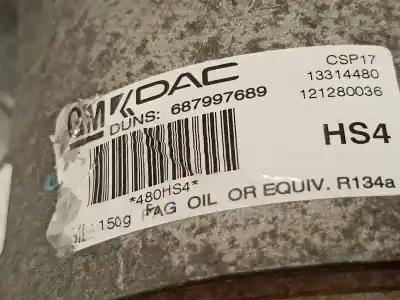 GM DAC
CSP17
DUNS: 687997689
13314480
121280036
HS4
*480HS4*
150g PAG OIL OR EQUIV. R134a